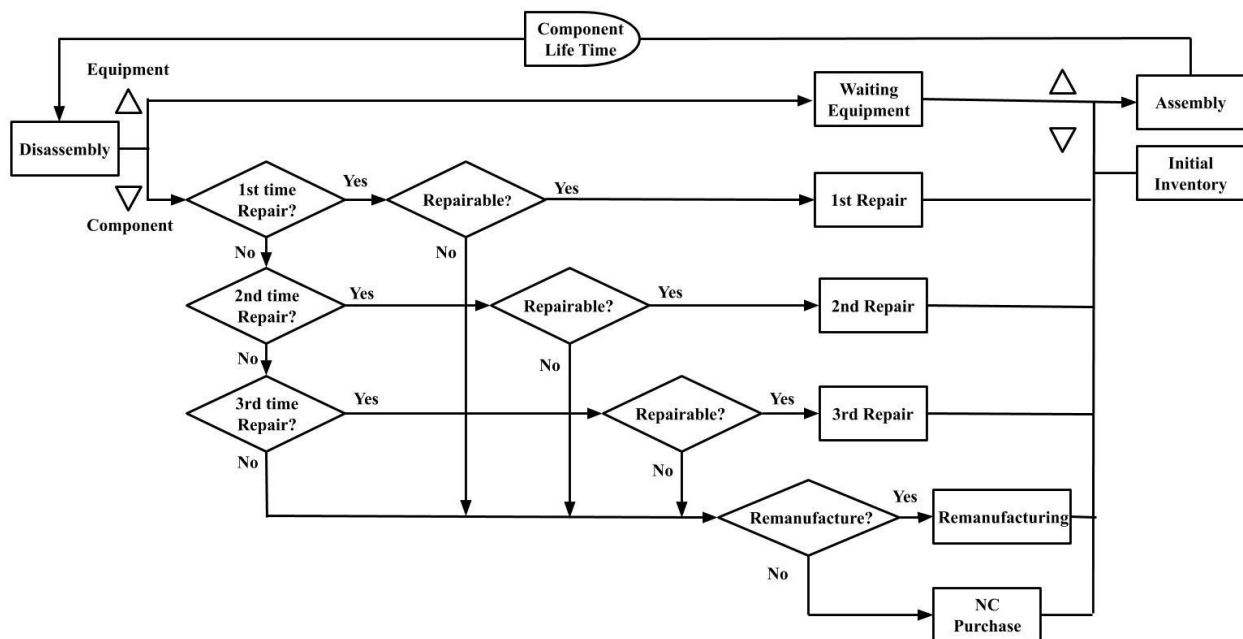 Component
Life Time
Equipment
Waiting
Equipment
Assembly
Disassembly
Initial
Inventory
1st time
Repair?
Yes
Repairable?
Yes
1st Repair
Component
No
No
2nd time
Repair?
Yes
Repairable?
Yes
2nd Repair
No
No
3rd time
Repair?
Yes
Repairable?
Yes
3rd Repair
No
No
Remanufacture?
Yes
Remanufacturing
No
NC
Purchase